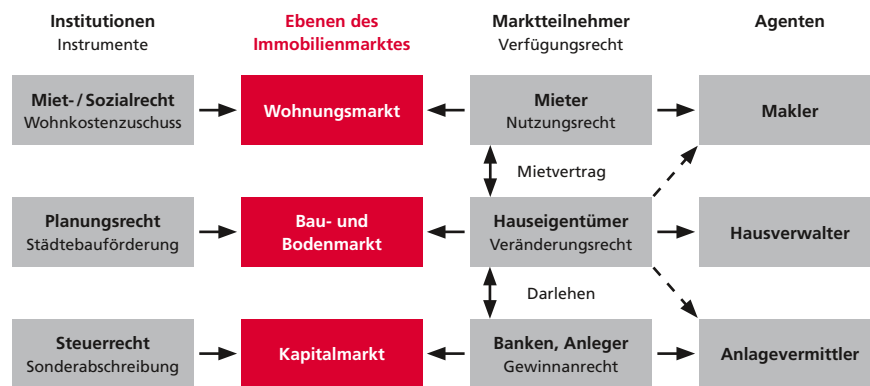 Institutionen
Instrumente
Ebenen des
Immobilienmarktes
Marktteilnehmer
Verfügungsrecht
Agenten
Miet-/Sozialrecht
Wohnkostenzuschuss
Wohnungsmarkt
Mieter
Nutzungsrecht
Makler
Mietvertrag
Planungsrecht
Städtebauförderung
Bau- und
Bodenmarkt
Hauseigentümer
Veränderungsrecht
Hausverwalter
Darlehen
Steuerrecht
Sonderabschreibung
Kapitalmarkt
Banken, Anleger
Gewinnanrecht
Anlagevermittler